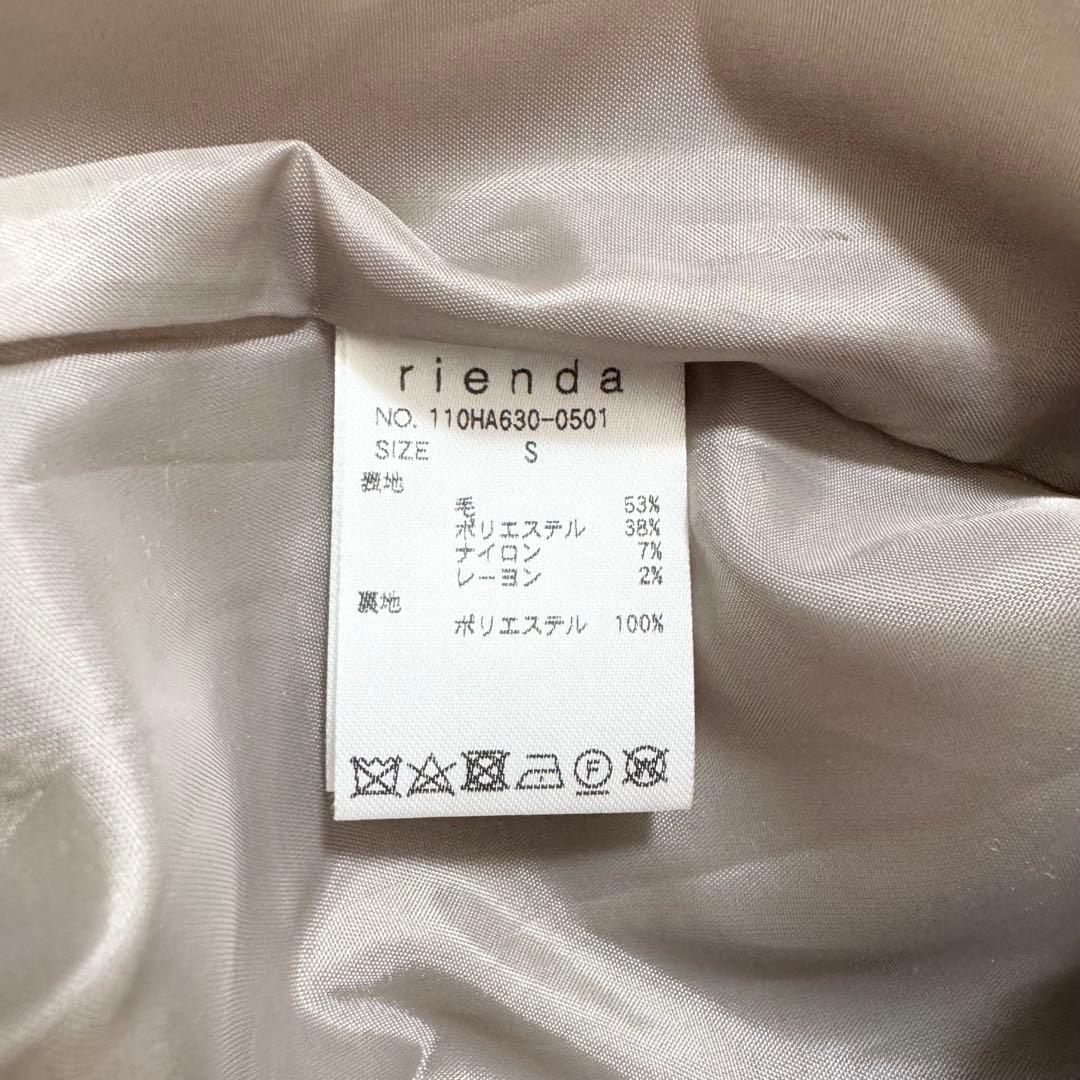 rienda
NO. 110HA630-0501
SIZE S
表地
毛 53%
ポリエステル 38%
ナイロン 7%
レーヨン 2%
裏地
ポリエステル 100%
F
W